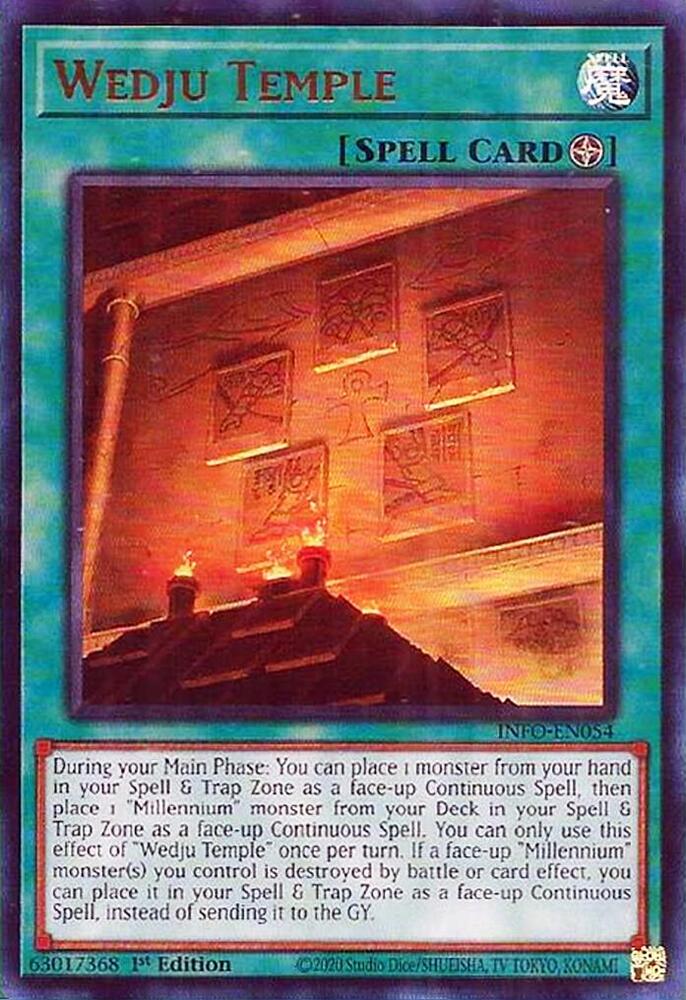 WEDJU TEMPLE
魔
[SPELL CARD]
INFO-EN054
During your Main Phase: You can place 1 monster from your hand
in your Spell & Trap Zone as a face-up Continuous Spell, then
place 1 "Millennium" monster from your Deck in your Spell &
Trap Zone as a face-up Continuous Spell. You can only use this
effect of "Wedju Temple" once per turn. If a face-up "Millennium"
monster(s) you control is destroyed by battle or card effect, you
can place it in your Spell & Trap Zone as a face-up Continuous
Spell, instead of sending it to the GY.
63017368 1st Edition ©2020 Studio Dice/SHUEISHA, TV TOKYO, KONAMI